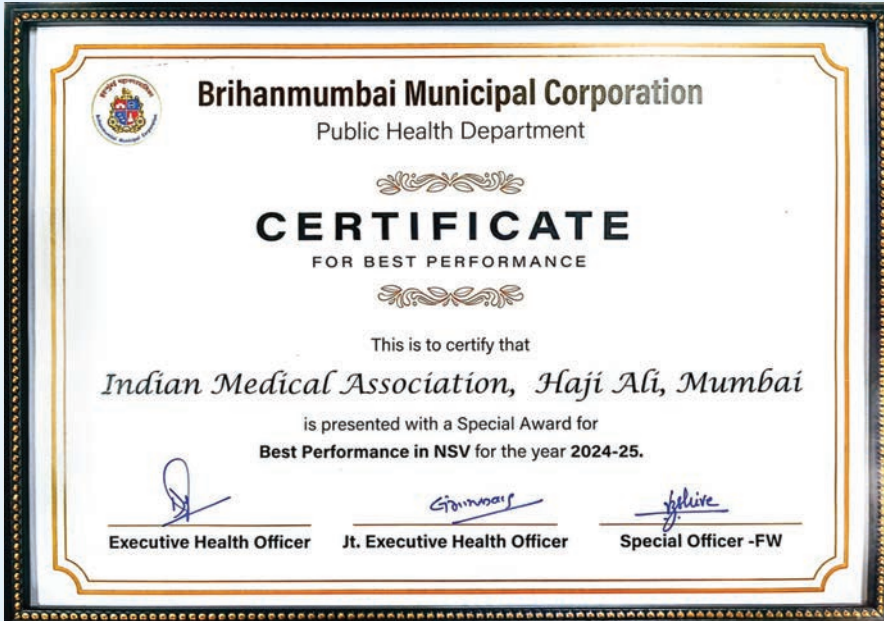 Brihanmumbai Municipal Corporation
Public Health Department
CERTIFICATE
FOR BEST PERFORMANCE
This is to certify that
Indian Medical Association, Haji Ali, Mumbai
is presented with a Special Award for
Best Performance in NSV for the year 2024-25.
Executive Health Officer
Jt. Executive Health Officer
Special Officer -FW